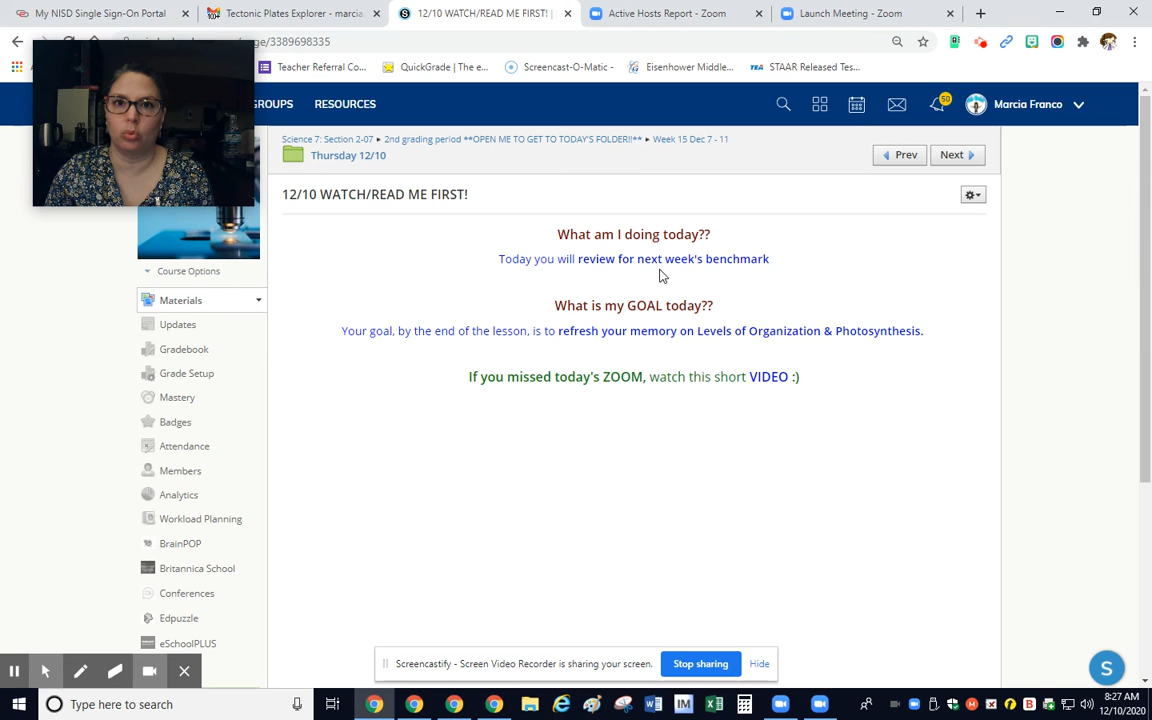 My NISD Single Sign-On Portal
Tectonic Plates Explorer - marcia
12/10 WATCH/READ ME FIRST! |
Active Hosts Report - Zoom
Launch Meeting - Zoom
ge/3389698335
Teacher Referral Co...
QuickGrade | The e...
Screencast-O-Matic -
Eisenhower Middle...
TEA STAAR Released Tes...
GROUPS
RESOURCES
50
Marcia Franco
Science 7: Section 2-07 ▸ 2nd grading period **OPEN ME TO GET TO TODAY'S FOLDER!!** ▸ Week 15 Dec 7 - 11
Thursday 12/10
Prev
Next
12/10 WATCH/READ ME FIRST!
What am I doing today??
Today you will review for next week's benchmark
What is my GOAL today??
Your goal, by the end of the lesson, is to refresh your memory on Levels of Organization & Photosynthesis.
If you missed today's ZOOM, watch this short VIDEO :)
Course Options
Materials
Updates
Gradebook
Grade Setup
Mastery
Badges
Attendance
Members
Analytics
Workload Planning
BrainPOP
Britannica School
Conferences
Edpuzzle
eSchoolPLUS
Screencastify - Screen Video Recorder is sharing your screen.
Stop sharing
Hide
S
Type here to search
IM
8:27 AM
12/10/2020